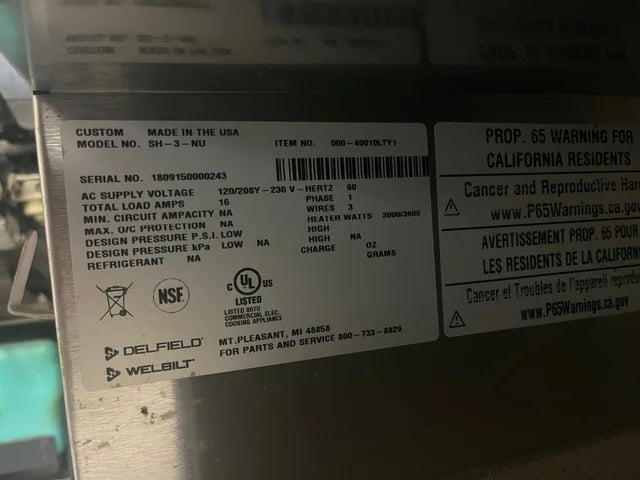 CUSTOM MADE IN THE USA
MODEL NO. SH-3-NU ITEM NO. 000-40010LTY1
SERIAL NO. 1809150000243
AC SUPPLY VOLTAGE 120/208Y-230 V~HERTZ 60
TOTAL LOAD AMPS 16 PHASE 1
MIN. CIRCUIT AMPACITY NA WIRES 3
MAX. O/C PROTECTION NA HEATER WATTS 3000/3600
DESIGN PRESSURE P.S.I. LOW HIGH
DESIGN PRESSURE kPa LOW NA HIGH NA
REFRIGERANT NA CHARGE OZ
GRAMS
NSF
C UL US
LISTED
LISTED 997U
COMMERCIAL ELEC.
COOKING APPLIANCE
DELFIELD
WELBILT
MT.PLEASANT, MI 48858
FOR PARTS AND SERVICE 800-733-8829
PROP. 65 WARNING FOR
CALIFORNIA RESIDENTS
Cancer and Reproductive Har
www.P65Warnings.ca.gov
AVERTISSEMENT PROP. 65 POUR
LES RESIDENTS DE LA CALIFORN
Cancer et Troubles de l'appareil reprodu
www.P65Warnings.ca.gov